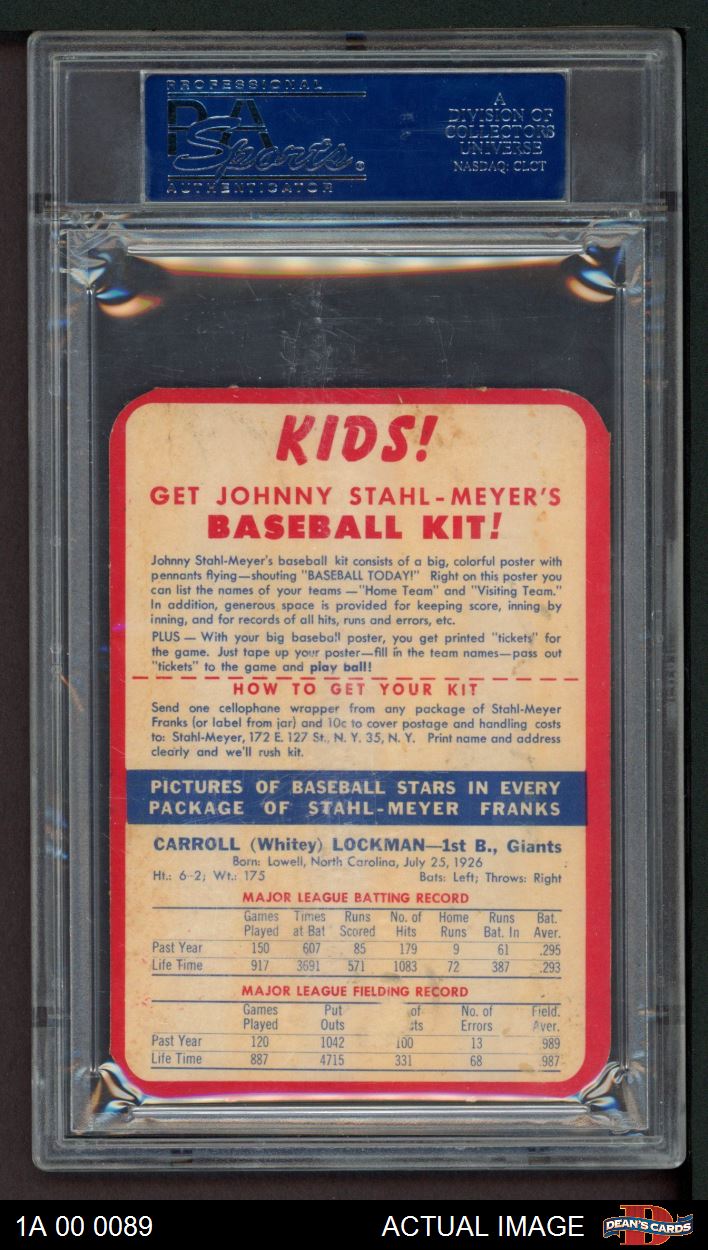 PROFESSIONAL
PSA
Sports®
AUTHENTICATOR
A
DIVISION OF
COLLECTORS
UNIVERSE
NASDAQ: CLCT
KIDS!
GET JOHNNY STAHL-MEYER'S
BASEBALL KIT!
Johnny Stahl-Meyer's baseball kit consists of a big, colorful poster with
pennants flying—shouting "BASEBALL TODAY!" Right on this poster you
can list the names of your teams —"Home Team" and "Visiting Team."
In addition, generous space is provided for keeping score, inning by
inning, and for records of all hits, runs and errors, etc.
PLUS — With your big baseball poster, you get printed "tickets" for
the game. Just tape up your poster—fill in the team names—pass out
"tickets" to the game and play ball!
HOW TO GET YOUR KIT
Send one cellophane wrapper from any package of Stahl-Meyer
Franks (or label from jar) and 10c to cover postage and handling costs
to: Stahl-Meyer, 172 E. 127 St., N. Y. 35, N. Y. Print name and address
clearly and we'll rush kit.
PICTURES OF BASEBALL STARS IN EVERY
PACKAGE OF STAHL-MEYER FRANKS
CARROLL (Whitey) LOCKMAN—1st B., Giants
Born: Lowell, North Carolina, July 25, 1926
Ht.: 6-2; Wt.: 175 Bats: Left; Throws: Right
MAJOR LEAGUE BATTING RECORD
Games Times Runs No. of Home Runs Bat.
Played at Bat Scored Hits Runs Bat. In Aver.
Past Year 150 607 85 179 9 61 .295
Life Time 917 3691 571 1083 72 387 .293
MAJOR LEAGUE FIELDING RECORD
Games Put of No. of Field.
Played Outs ts Errors Aver.
Past Year 120 1042 100 13 .989
Life Time 887 4715 331 68 .987
1A 00 0089 ACTUAL IMAGE DEAN'S CARDS